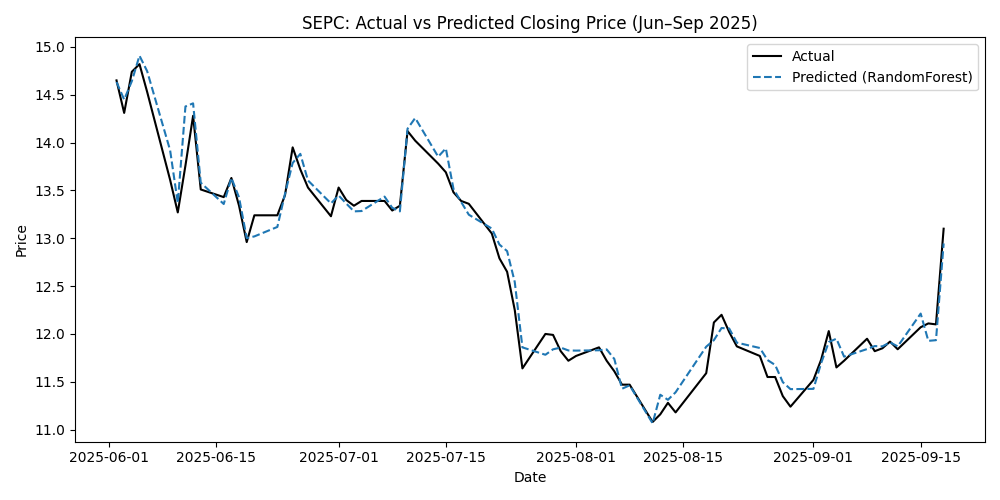 SEPC: Actual vs Predicted Closing Price (Jun–Sep 2025)
Actual
Predicted (RandomForest)
Price
15.0
14.5
14.0
13.5
13.0
12.5
12.0
11.5
11.0
2025-06-01 2025-06-15 2025-07-01 2025-07-15 2025-08-01 2025-08-15 2025-09-01 2025-09-15
Date